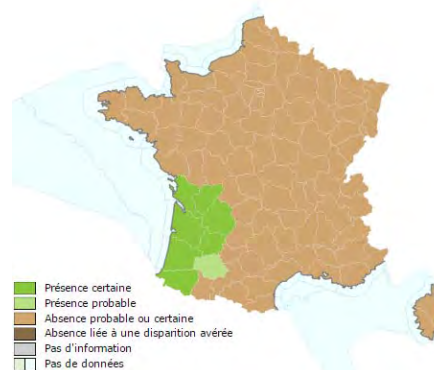 Présence certaine
Présence probable
Absence probable ou certaine
Absence liée à une disparition avérée
Pas d'information
Pas de données